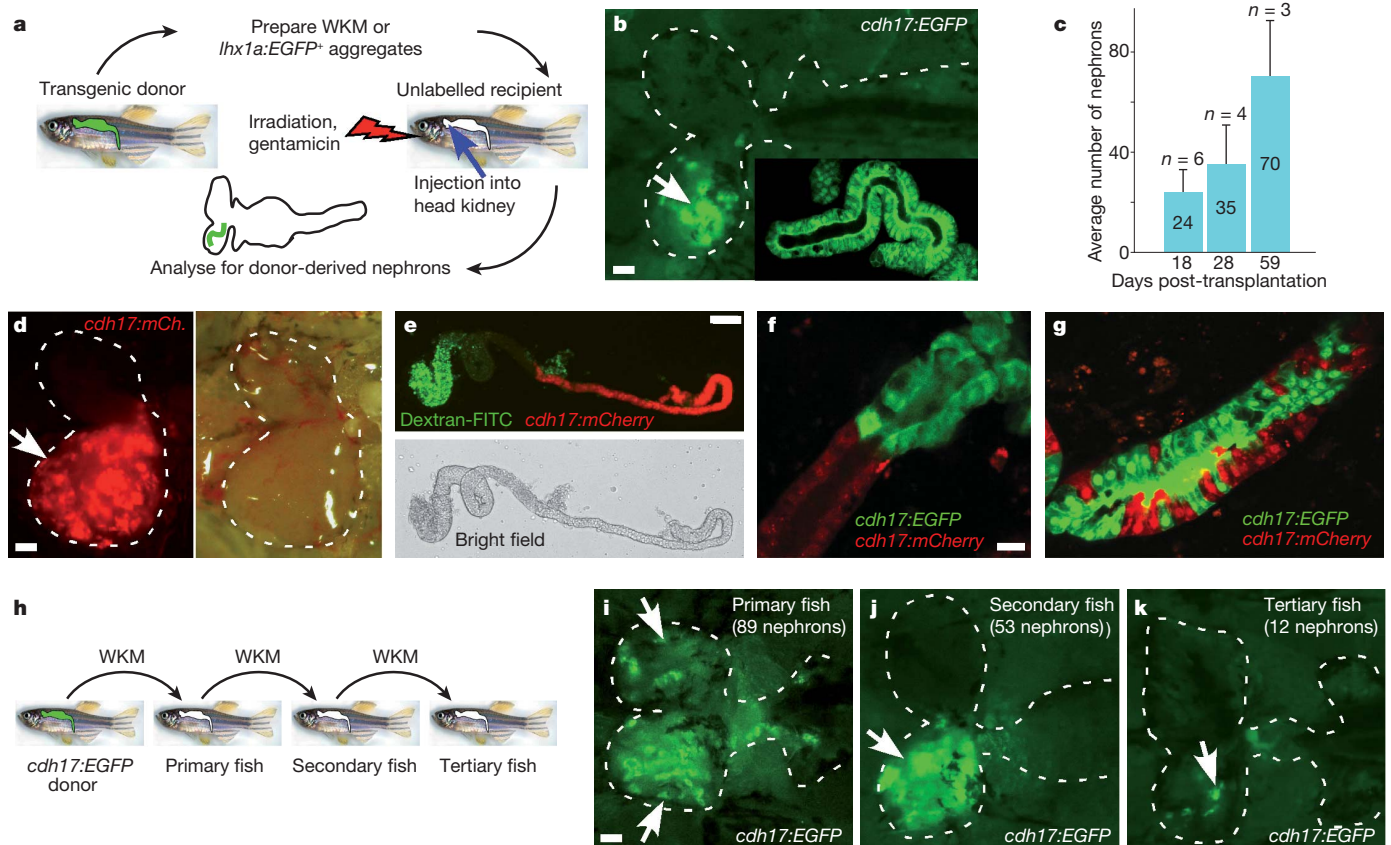 a
Prepare WKM or
lhx1a:EGFP+ aggregates
Transgenic donor
Unlabelled recipient
Irradiation,
gentamicin
Injection into
head kidney
Analyse for donor-derived nephrons
b
cdh17:EGFP
c
Average number of nephrons
80
40
0
n = 6
n = 4
n = 3
24
35
70
18 28 59
Days post-transplantation
d
cdh17:mCh.
e
Dextran-FITC cdh17:mCherry
Bright field
f
cdh17:EGFP
cdh17:mCherry
g
cdh17:EGFP
cdh17:mCherry
h
WKM WKM WKM
cdh17:EGFP
donor
Primary fish
Secondary fish
Tertiary fish
i
Primary fish
(89 nephrons)
cdh17:EGFP
j
Secondary fish
(53 nephrons))
cdh17:EGFP
k
Tertiary fish
(12 nephrons)
cdh17:EGFP